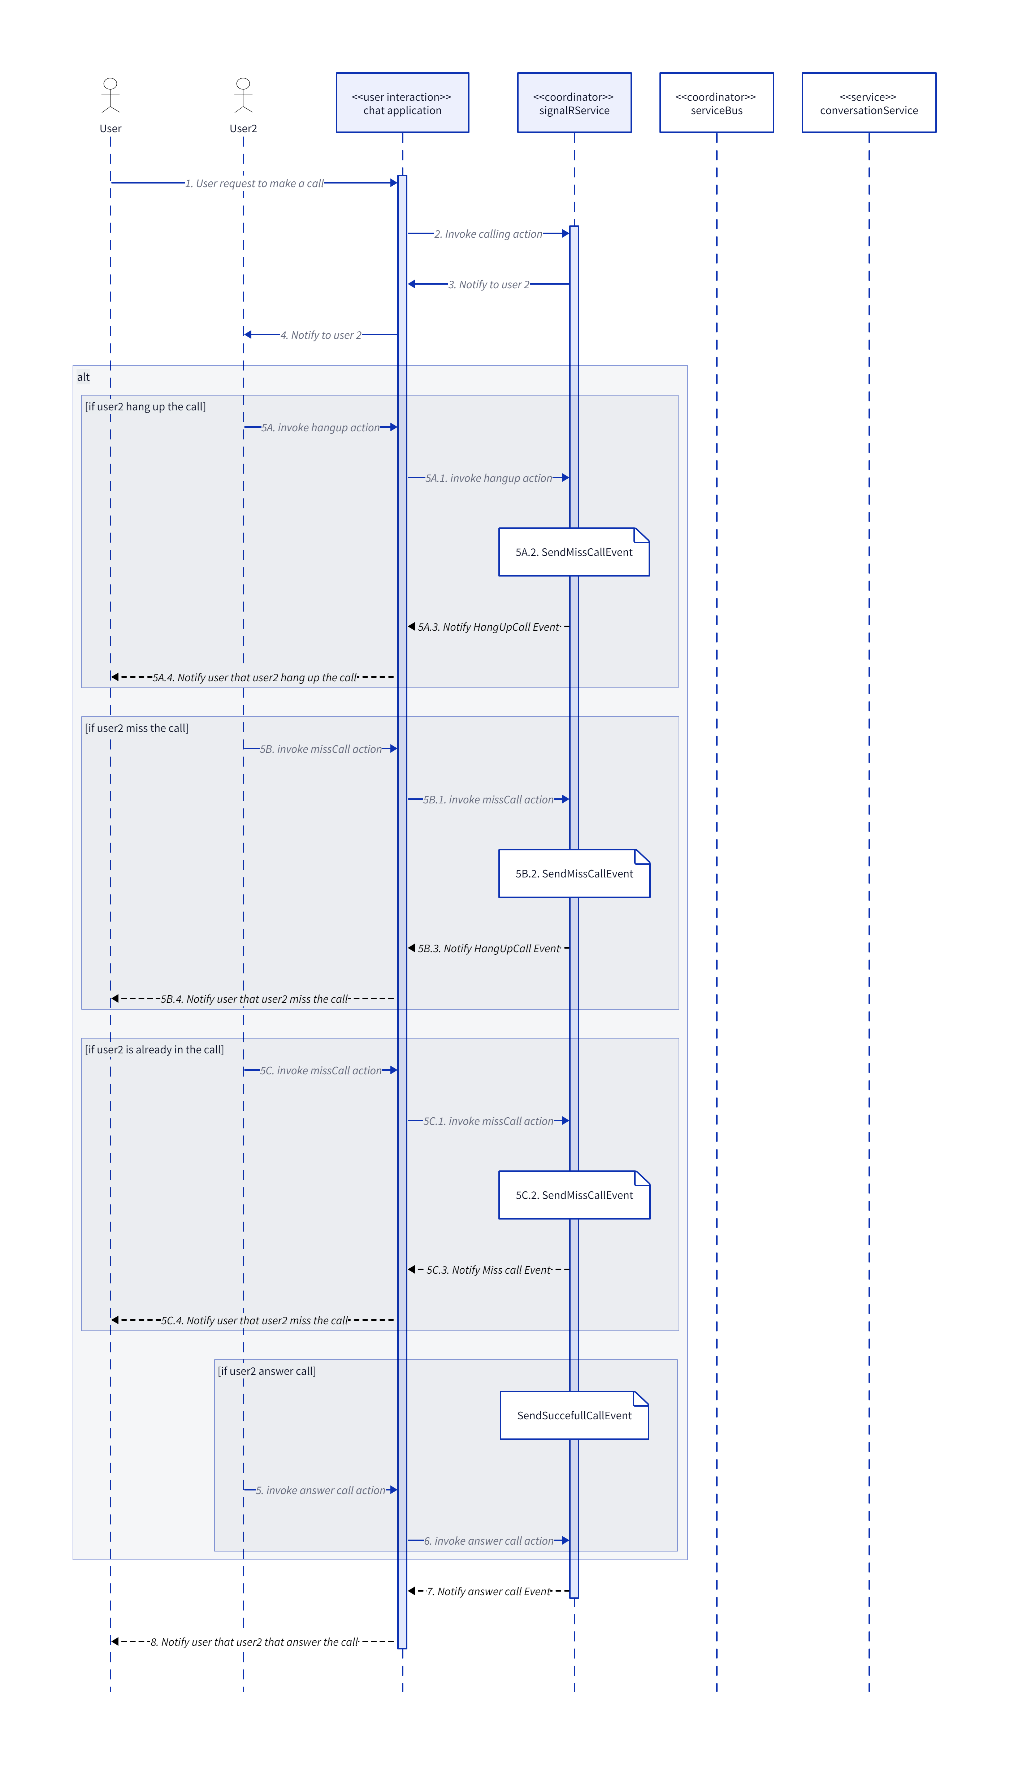 User
User2
<<user interaction>>
chat application
<<coordinator>>
signalRService
<<coordinator>>
serviceBus
<<service>>
conversationService
1. User request to make a call
2. Invoke calling action
3. Notify to user 2
4. Notify to user 2
alt
[if user2 hang up the call]
5A. invoke hangup action
5A.1. invoke hangup action
5A.2. SendMissCallEvent
5A.3. Notify HangUpCall Event
5A.4. Notify user that user2 hang up the call
[if user2 miss the call]
5B. invoke missCall action
5B.1. invoke missCall action
5B.2. SendMissCallEvent
5B.3. Notify HangUpCall Event
5B.4. Notify user that user2 miss the call
[if user2 is already in the call]
5C. invoke missCall action
5C.1. invoke missCall action
5C.2. SendMissCallEvent
5C.3. Notify Miss call Event
5C.4. Notify user that user2 miss the call
[if user2 answer call]
SendSuccefullCallEvent
5. invoke answer call action
6. invoke answer call action
7. Notify answer call Event
8. Notify user that user2 that answer the call